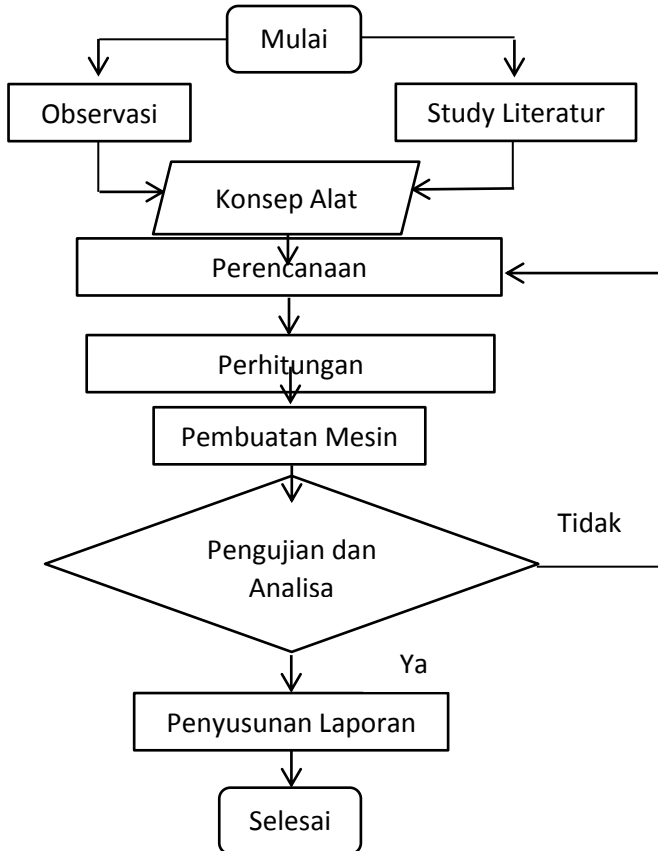 Mulai
Observasi
Study Literatur
Konsep Alat
Perencanaan
Perhitungan
Pembuatan Mesin
Tidak
Pengujian dan
Analisa
Ya
Penyusunan Laporan
Selesai